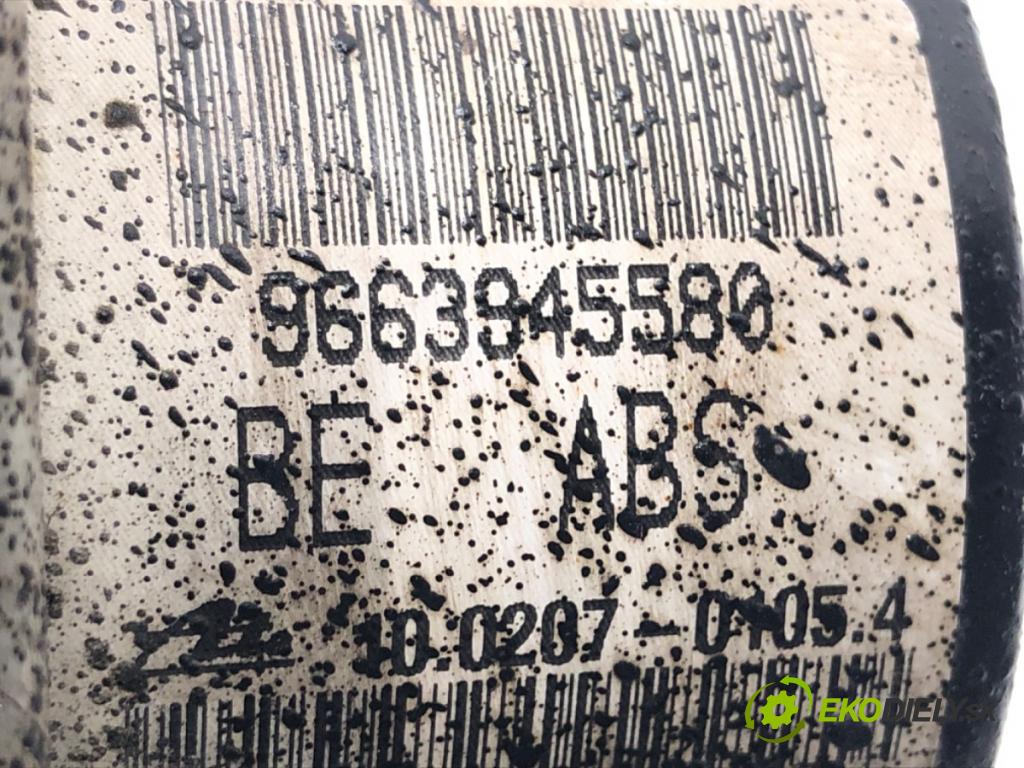 9663945580
BE ABS
10.0207-0105.4
EKODIELY.SK